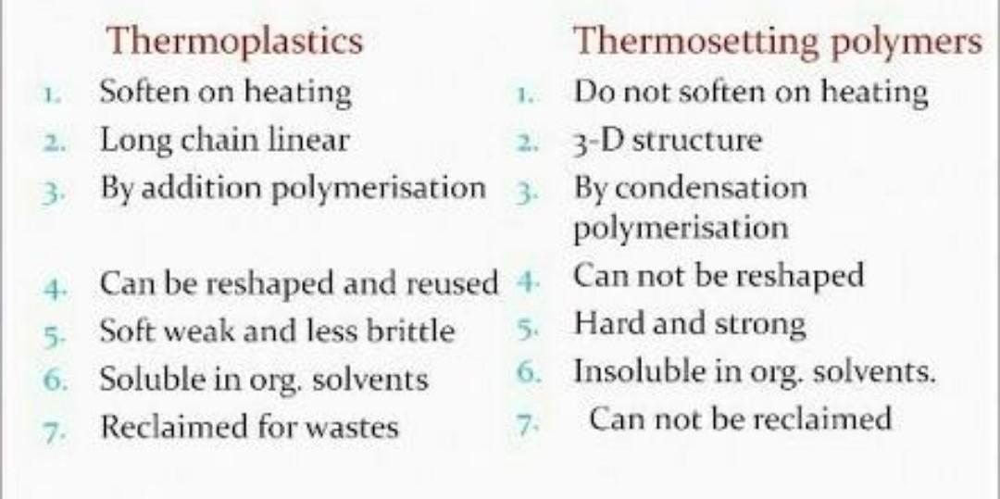 Thermoplastics
1. Soften on heating
2. Long chain linear
3. By addition polymerisation
4. Can be reshaped and reused
5. Soft weak and less brittle
6. Soluble in org. solvents
7. Reclaimed for wastes
Thermosetting polymers
1. Do not soften on heating
2. 3-D structure
3. By condensation
polymerisation
4. Can not be reshaped
5. Hard and strong
6. Insoluble in org. solvents.
7. Can not be reclaimed